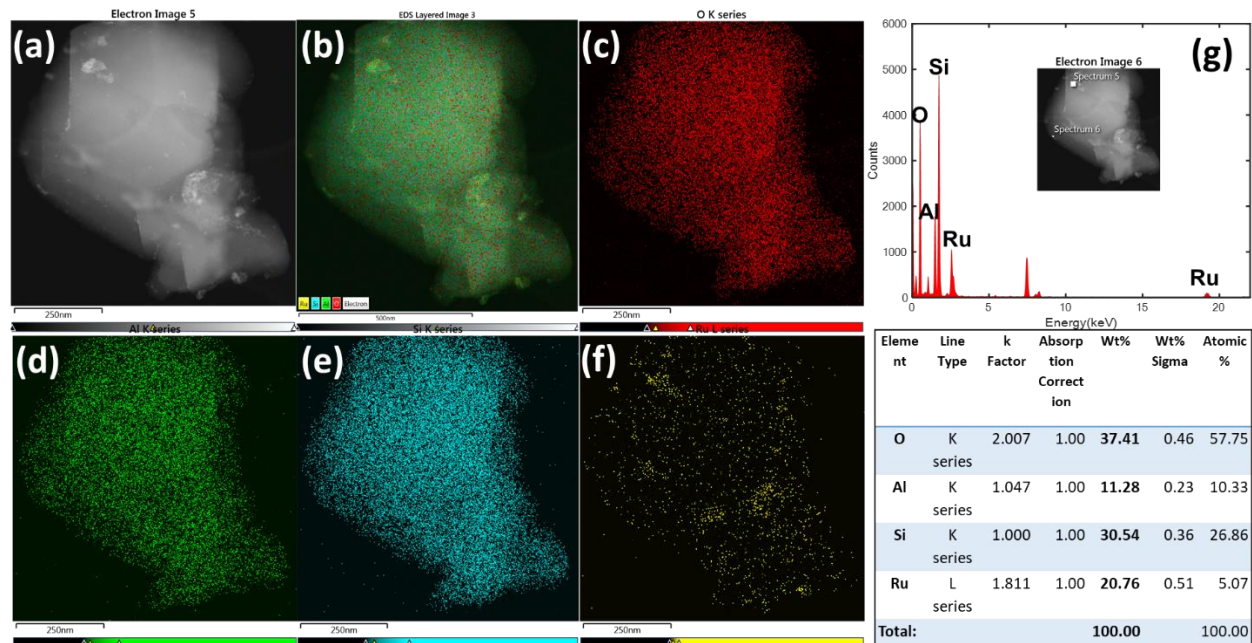 Electron Image 5
(a)
250nm
EDS Layered Image 3
(b)
Ru Si Al O Electron
500nm
O K series
(c)
250nm
Al K series
(d)
250nm
Si K series
(e)
250nm
Ru L series
(f)
250nm
(g)
6000
5000
4000
3000
2000
1000
0
Counts
0 5 10 15 20
Energy(keV)
O
Al
Si
Ru
Ru
Electron Image 6
Spectrum 5
Spectrum 6
Eleme Line k Absorp Wt% Wt% Atomic
nt Type Factor tion Sigma %
Correct
ion
O K 2.007 1.00 37.41 0.46 57.75
series
Al K 1.047 1.00 11.28 0.23 10.33
series
Si K 1.000 1.00 30.54 0.36 26.86
series
Ru L 1.811 1.00 20.76 0.51 5.07
series
Total: 100.00 100.00